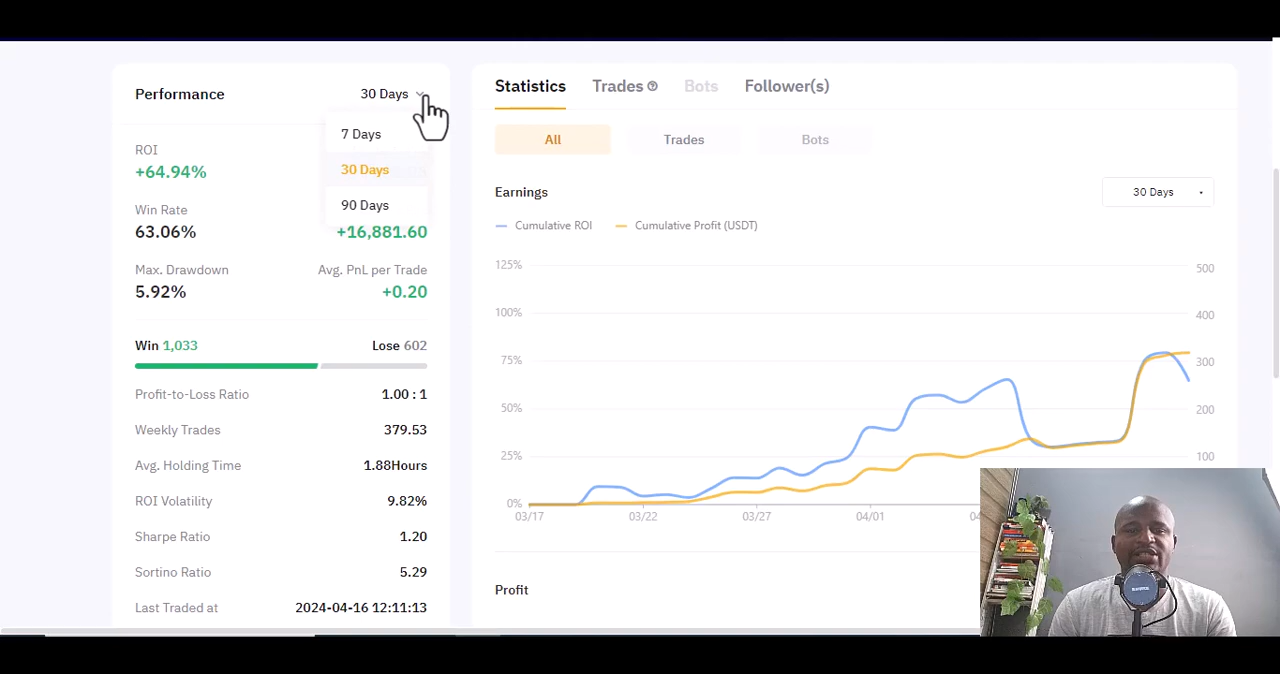 Performance
30 Days
7 Days
30 Days
90 Days
ROI
+64.94%
Win Rate
63.06%
+16,881.60
Max. Drawdown
Avg. PnL per Trade
5.92%
+0.20
Win 1,033
Lose 602
Profit-to-Loss Ratio
1.00 : 1
Weekly Trades
379.53
Avg. Holding Time
1.88Hours
ROI Volatility
9.82%
Sharpe Ratio
1.20
Sortino Ratio
5.29
Last Traded at
2024-04-16 12:11:13
Statistics
Trades
Bots
Follower(s)
All
Trades
Bots
Earnings
30 Days
Cumulative ROI
Cumulative Profit (USDT)
125%
500
100%
400
75%
300
50%
200
25%
100
0%
03/17
03/22
03/27
04/01
Profit